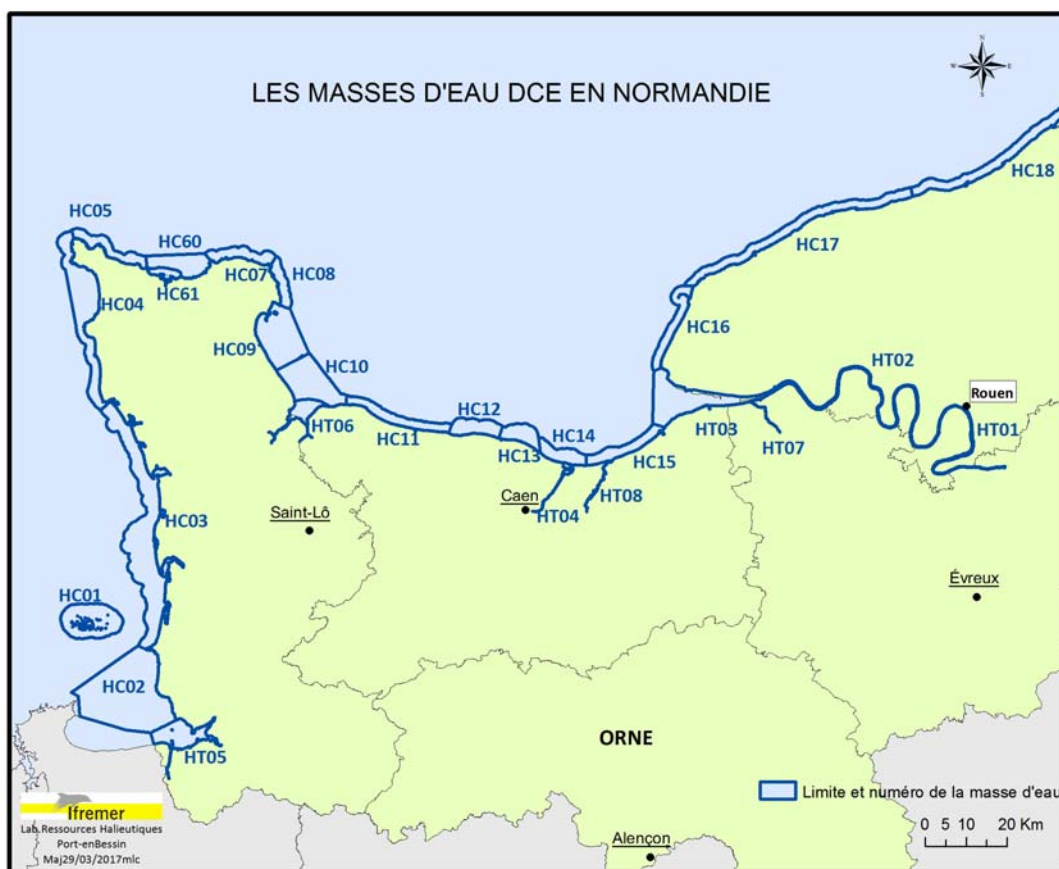 LES MASSES D'EAU DCE EN NORMANDIE
N
W
E
S
HC18
HC05
HC60
HC17
HC07
HC08
HC61
HC04
HC16
HC09
HC10
HT02
Rouen
HC12
HT01
HT06
HC11
HC14
HT03
HC13
HC15
HT07
HT08
Caen
HT04
Saint-Lô
HC03
Évreux
HC01
HC02
ORNE
HT05
Limite et numéro de la masse d'eau
0 5 10 20 Km
Ifremer
Lab.Ressources Halieutiques
Port-enBessin
Maj29/03/2017mlc
Alençon